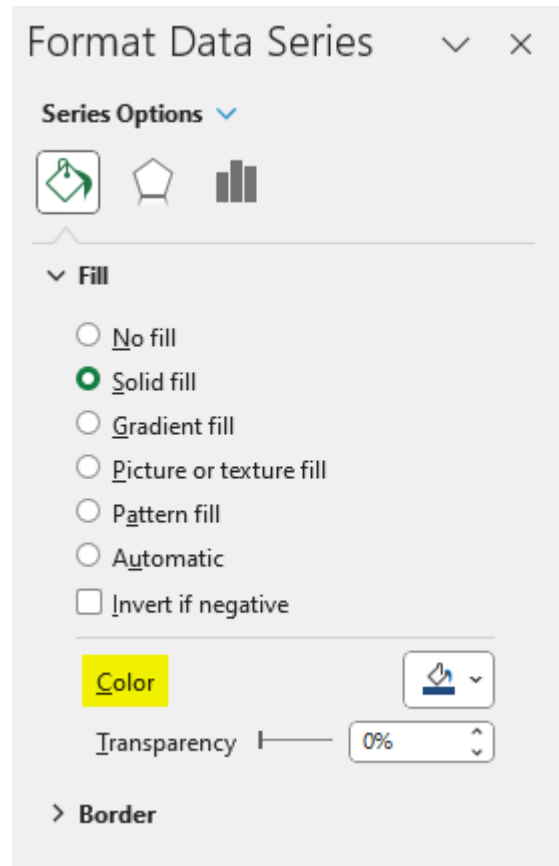 Format Data Series
Series Options
Fill
No fill
Solid fill
Gradient fill
Picture or texture fill
Pattern fill
Automatic
Invert if negative
Color
Transparency 0%
Border